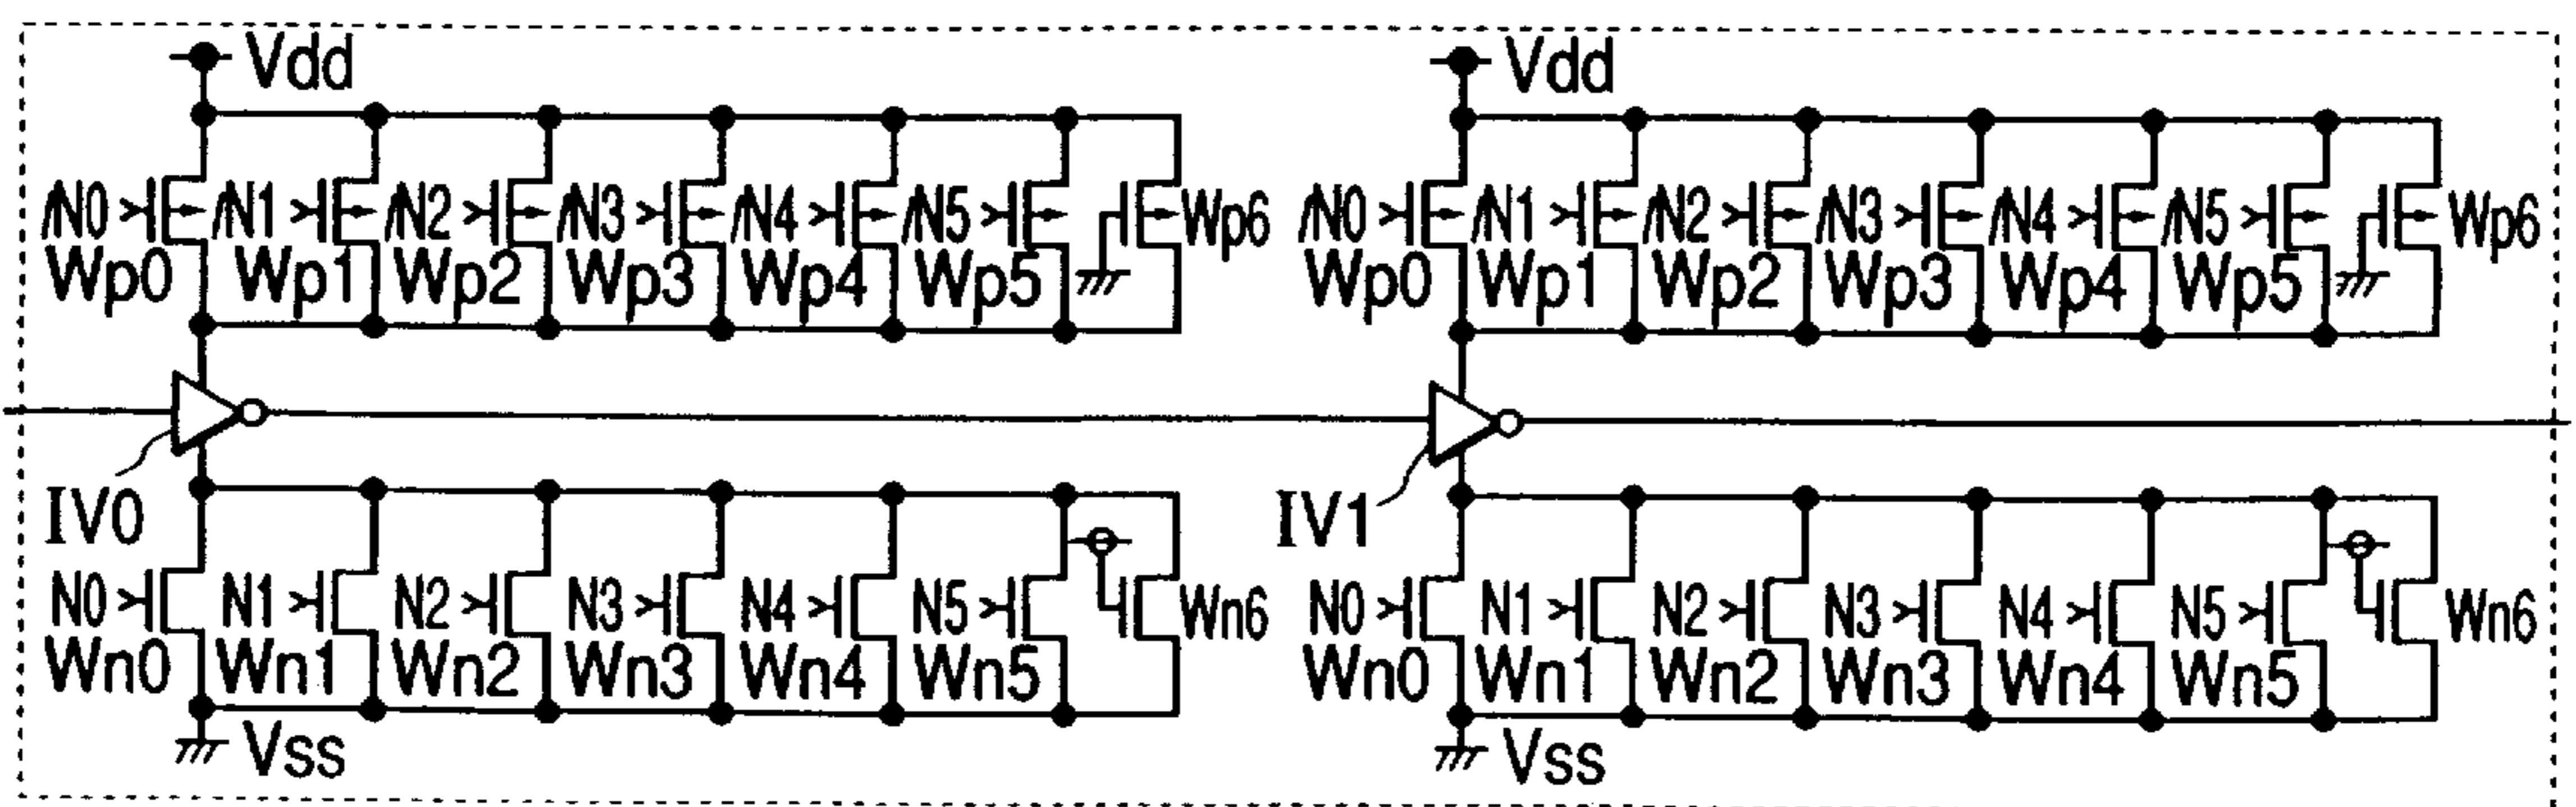 Vdd Vdd
/N0 /N1 /N2 /N3 /N4 /N5 Wp6 /N0 /N1 /N2 /N3 /N4 /N5 Wp6
Wp0 Wp1 Wp2 Wp3 Wp4 Wp5 Wp0 Wp1 Wp2 Wp3 Wp4 Wp5
IV0 IV1
N0 N1 N2 N3 N4 N5 Wn6 N0 N1 N2 N3 N4 N5 Wn6
Wn0 Wn1 Wn2 Wn3 Wn4 Wn5 Wn0 Wn1 Wn2 Wn3 Wn4 Wn5
Vss Vss